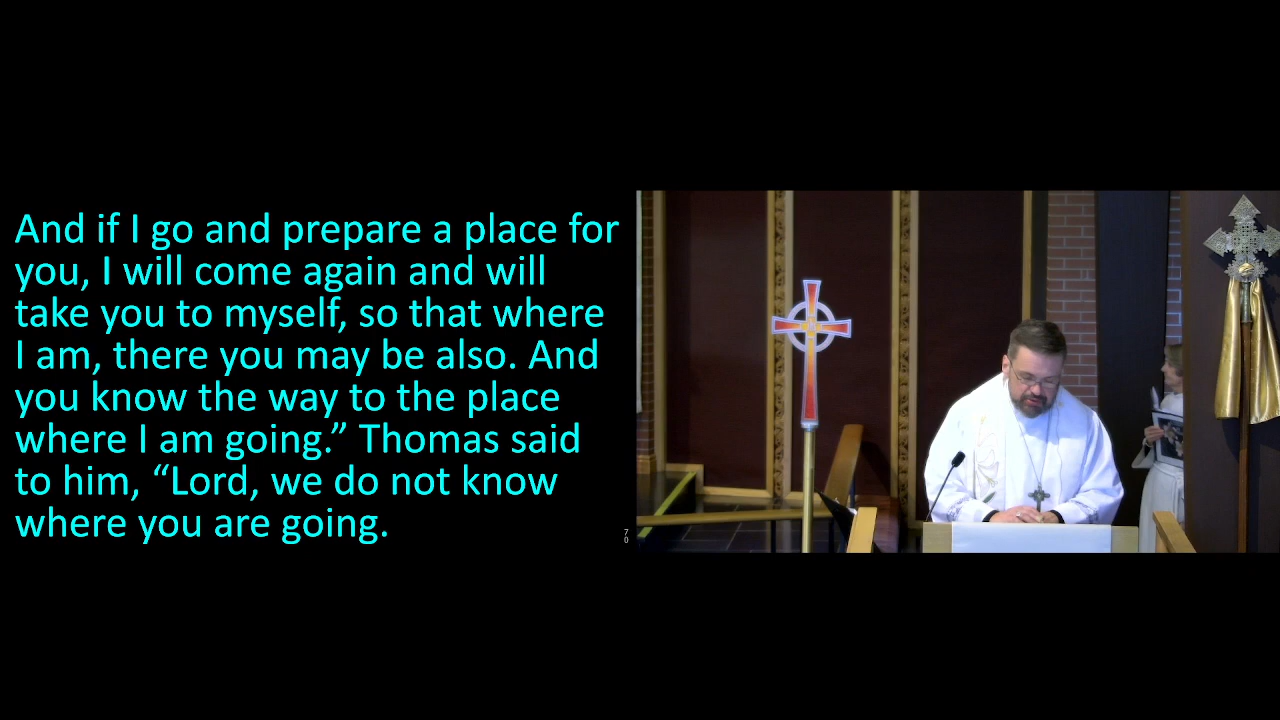 And if I go and prepare a place for
you, I will come again and will
take you to myself, so that where
I am, there you may be also. And
you know the way to the place
where I am going.” Thomas said
to him, “Lord, we do not know
where you are going.
7
0